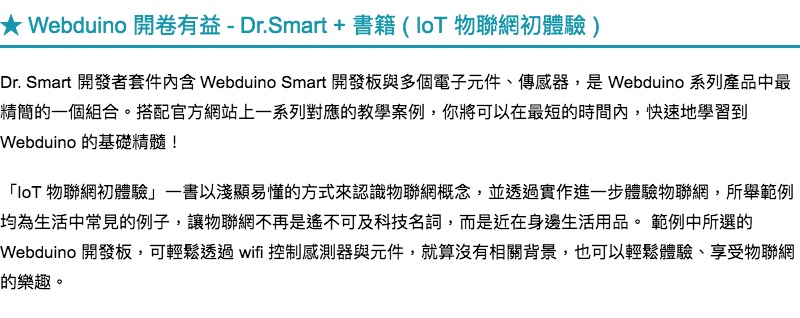 ★ Webduino 開卷有益 - Dr.Smart + 書籍 ( IoT 物聯網初體驗 )
Dr. Smart 開發者套件內含 Webduino Smart 開發板與多個電子元件、傳感器，是 Webduino 系列產品中最
精簡的一個組合。搭配官方網站上一系列對應的教學案例，你將可以在最短的時間內，快速地學習到
Webduino 的基礎精髓！
「IoT 物聯網初體驗」一書以淺顯易懂的方式來認識物聯網概念，並透過實作進一步體驗物聯網，所舉範例
均為生活中常見的例子，讓物聯網不再是遙不可及科技名詞，而是近在身邊生活用品。 範例中所選的
Webduino 開發板，可輕鬆透過 wifi 控制感測器與元件，就算沒有相關背景，也可以輕鬆體驗、享受物聯網
的樂趣。